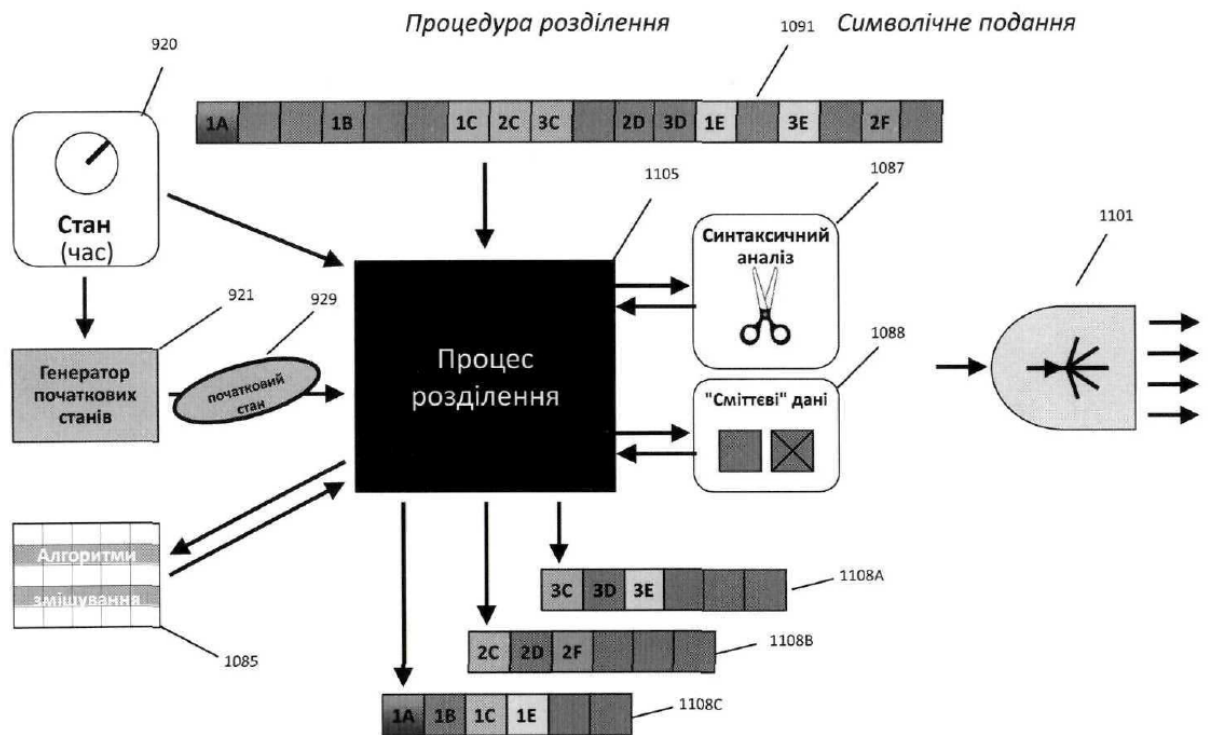 Процедура розділення
Символічне подання
920
1091
1A 1B 1C 2C 3C 2D 3D 1E 3E 2F
Стан
(час)
1105
1087
Синтаксичний
аналіз
1101
921
929
Генератор
початкових
станів
початковий
стан
Процес
розділення
1088
"Сміттєві" дані
Алгоритми
змішування
1085
3C 3D 3E
1108A
2C 2D 2F
1108B
1A 1B 1C 1E
1108C